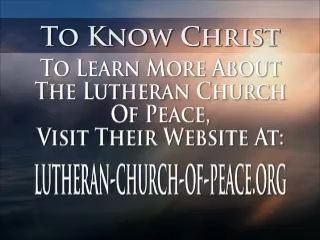 To Know Christ
To Learn More About
The Lutheran Church
Of Peace,
Visit Their Website At:
LUTHERAN-CHURCH-OF-PEACE.ORG